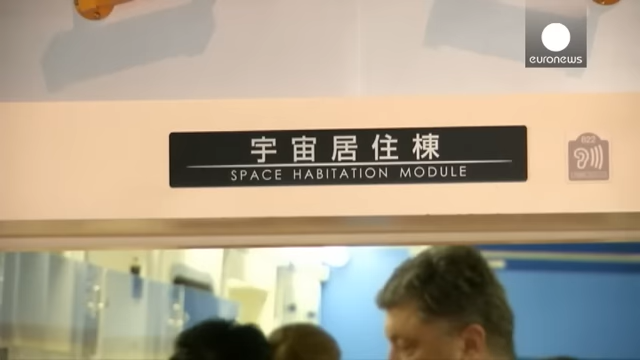 euronews
宇宙居住棟
SPACE HABITATION MODULE